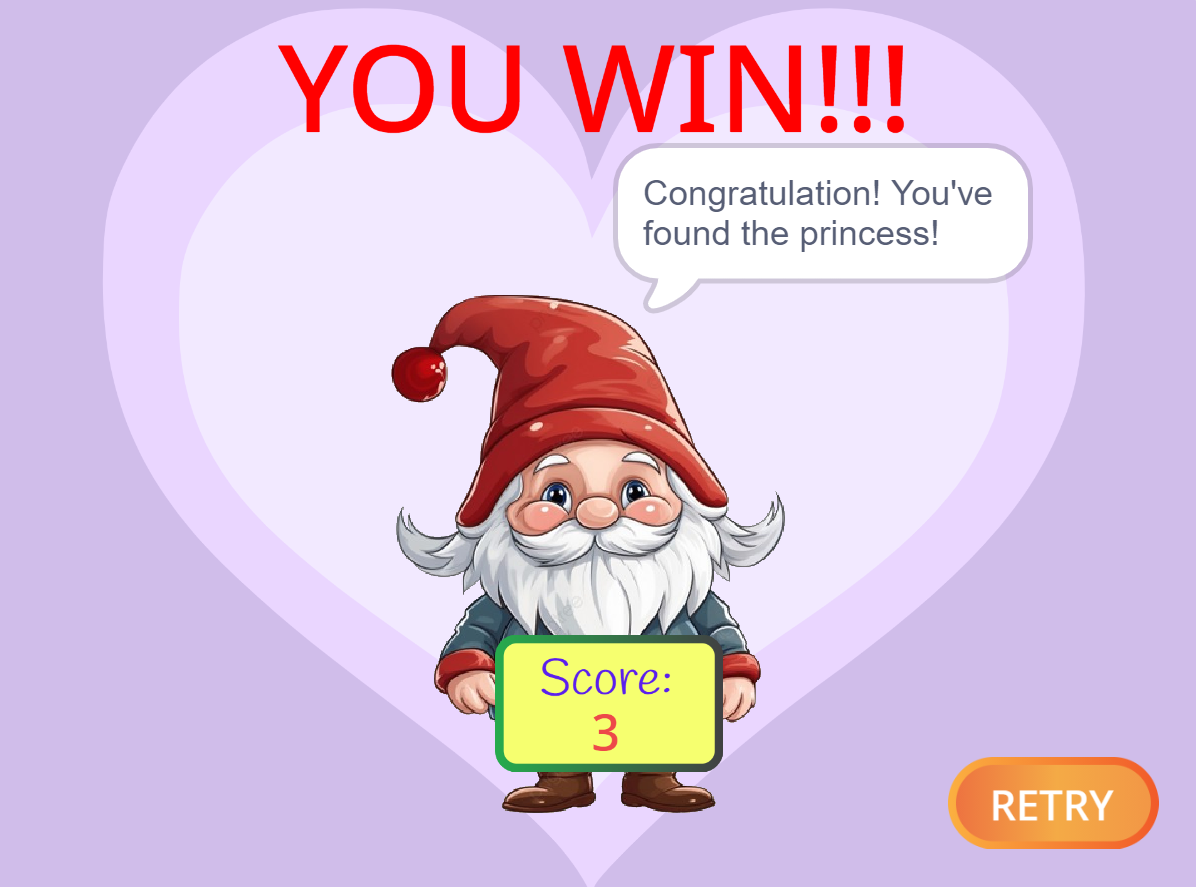 YOU WIN!!!
Congratulation! You've
found the princess!
Score:
3
RETRY